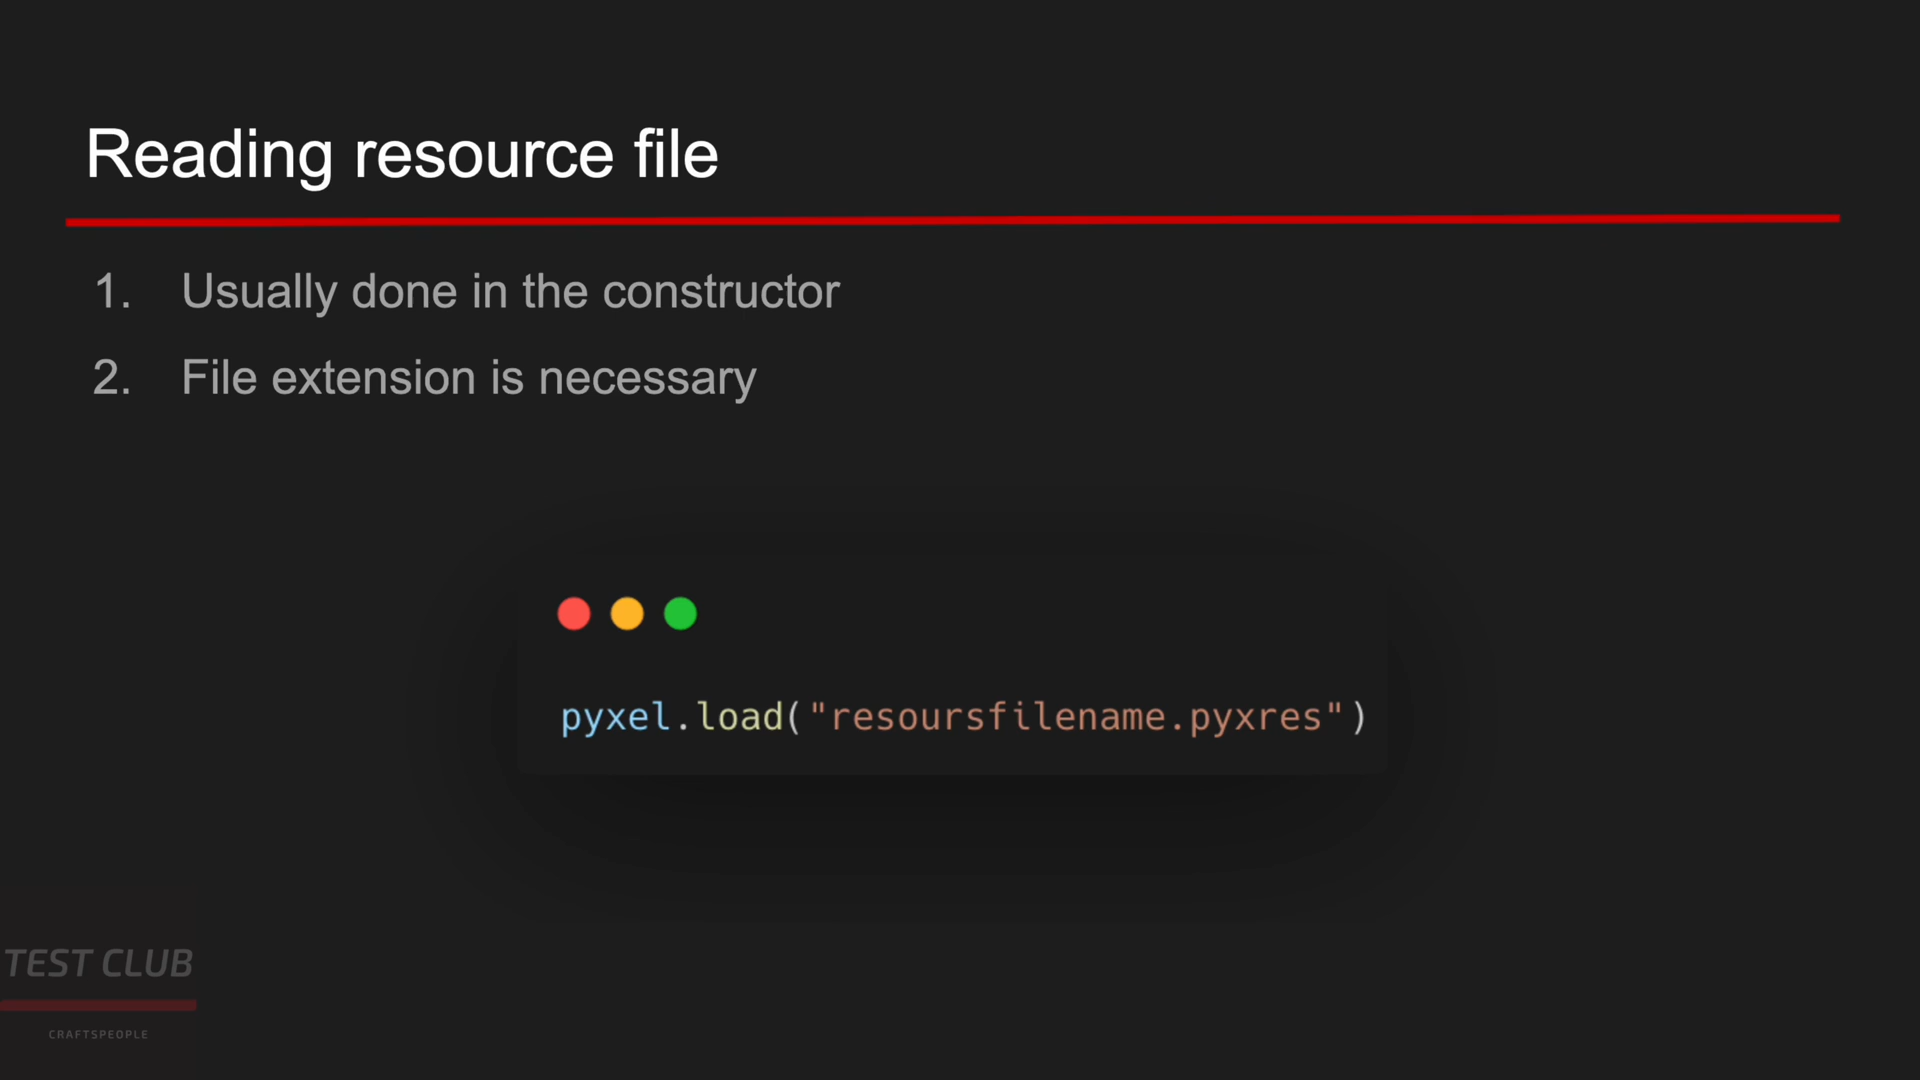 Reading resource file
1. Usually done in the constructor
2. File extension is necessary
pyxel.load("resoursfilename.pyxres")
TEST CLUB
CRAFTSPEOPLE